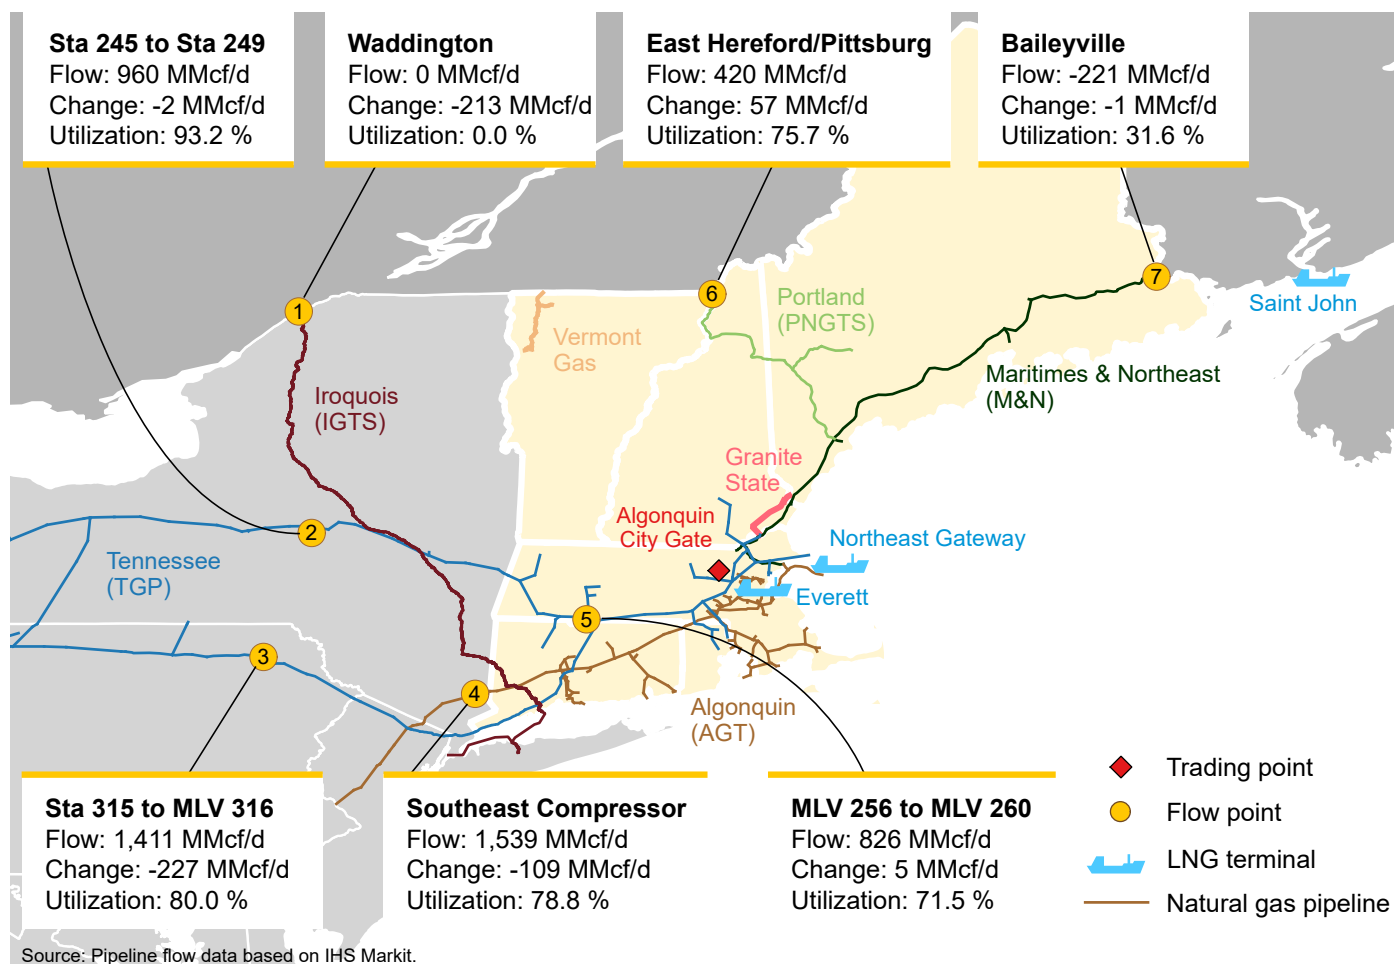 Sta 245 to Sta 249
Flow: 960 MMcf/d
Change: -2 MMcf/d
Utilization: 93.2 %
Waddington
Flow: 0 MMcf/d
Change: -213 MMcf/d
Utilization: 0.0 %
East Hereford/Pittsburg
Flow: 420 MMcf/d
Change: 57 MMcf/d
Utilization: 75.7 %
Baileyville
Flow: -221 MMcf/d
Change: -1 MMcf/d
Utilization: 31.6 %
1
6
7
Saint John
Portland
(PNGTS)
Vermont
Gas
Maritimes & Northeast
(M&N)
Iroquois
(IGTS)
Granite
State
Algonquin
City Gate
2
Northeast Gateway
Tennessee
(TGP)
Everett
5
3
4
Algonquin
(AGT)
Sta 315 to MLV 316
Flow: 1,411 MMcf/d
Change: -227 MMcf/d
Utilization: 80.0 %
Southeast Compressor
Flow: 1,539 MMcf/d
Change: -109 MMcf/d
Utilization: 78.8 %
MLV 256 to MLV 260
Flow: 826 MMcf/d
Change: 5 MMcf/d
Utilization: 71.5 %
Trading point
Flow point
LNG terminal
Natural gas pipeline
Source: Pipeline flow data based on IHS Markit.